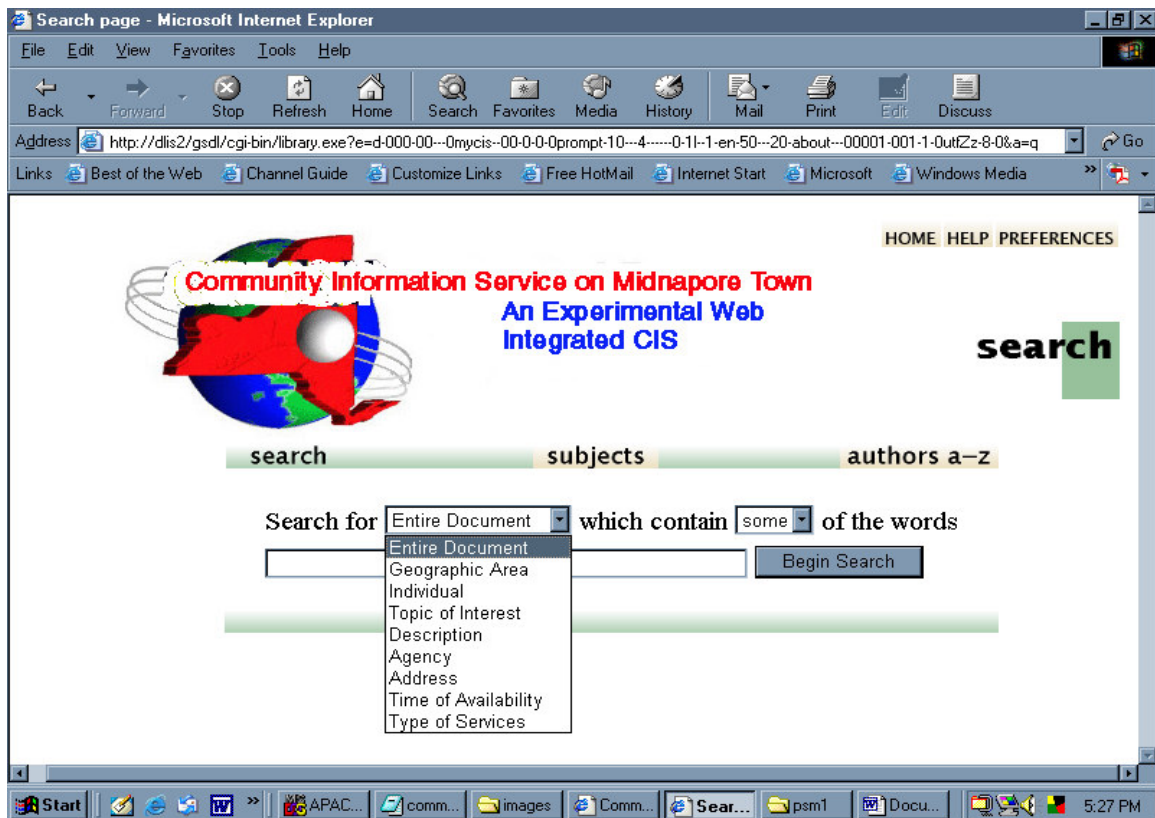 Search page - Microsoft Internet Explorer
File Edit View Favorites Tools Help
Back Forward Stop Refresh Home Search Favorites Media History Mail Print Edit Discuss
Address http://dlis2/gsdl/cgi-bin/library.exe?e=d-000-00---0mycis--00-0-0-0prompt-10---4------0-1l--1-en-50---20-about---00001-001-1-0utfZz-8-0&a=q Go
Links Best of the Web Channel Guide Customize Links Free HotMail Internet Start Microsoft Windows Media »
HOME HELP PREFERENCES
Community Information Service on Midnapore Town
An Experimental Web
Integrated CIS
search
search subjects authors a–z
Search for Entire Document which contain some of the words
Entire Document
Begin Search
Geographic Area
Individual
Topic of Interest
Description
Agency
Address
Time of Availability
Type of Services
Start » APAC... comm... images Comm... Sear... psm1 Docu... 5:27 PM